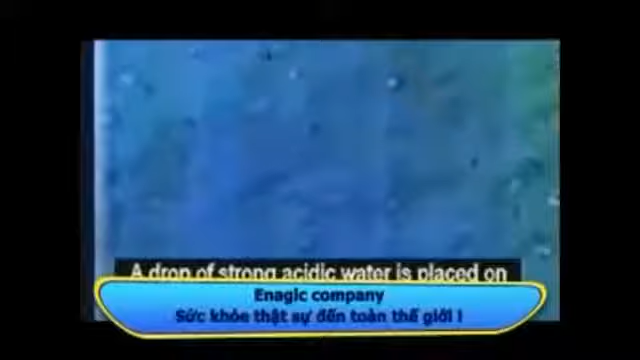 A drop of strong acidic water is placed on
Enagic company
Sức khỏe thật sự đến toàn thế giới !